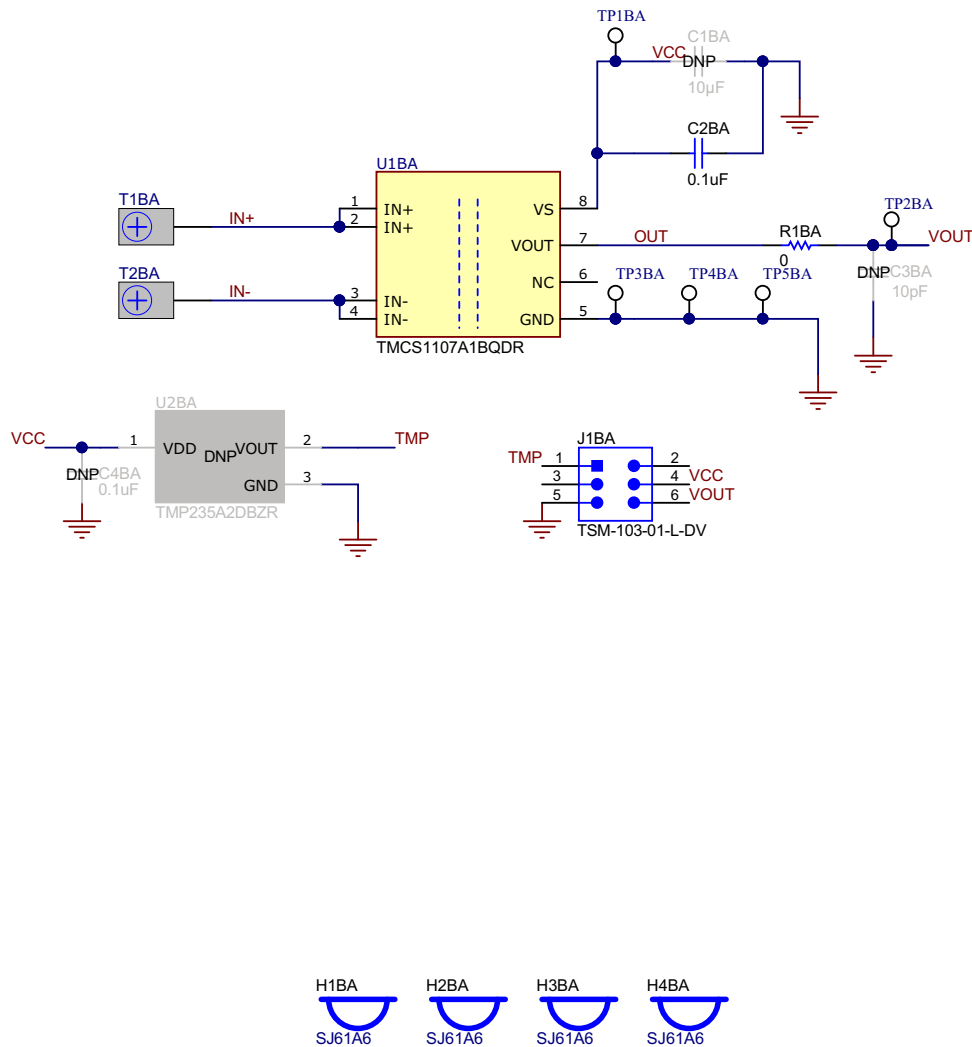 TP1BA
C1BA
VCC
DNP
10µF
C2BA
0.1uF
U1BA
T1BA
IN+
1
2
IN+
IN+
VS
8
TP2BA
R1BA
0
VOUT
7
OUT
VOUT
T2BA
IN-
3
4
IN-
IN-
NC
6
TP3BA
TP4BA
TP5BA
DNP
C3BA
10pF
GND
5
TMCS1107A1BQDR
U2BA
VCC
1
VDD
DNP
VOUT
2
TMP
DNP
C4BA
0.1uF
GND
3
TMP235A2DBZR
J1BA
TMP
1
2
3
4
VCC
5
6
VOUT
TSM-103-01-L-DV
H1BA
H2BA
H3BA
H4BA
SJ61A6
SJ61A6
SJ61A6
SJ61A6